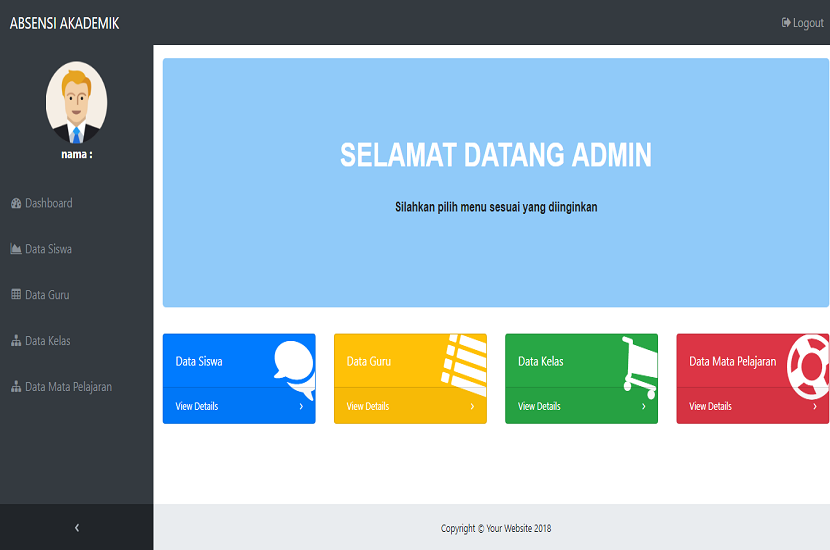 ABSENSI AKADEMIK
Logout
nama :
Dashboard
Data Siswa
Data Guru
Data Kelas
Data Mata Pelajaran
SELAMAT DATANG ADMIN
Silahkan pilih menu sesuai yang diinginkan
Data Siswa
View Details
Data Guru
View Details
Data Kelas
View Details
Data Mata Pelajaran
View Details
Copyright © Your Website 2018